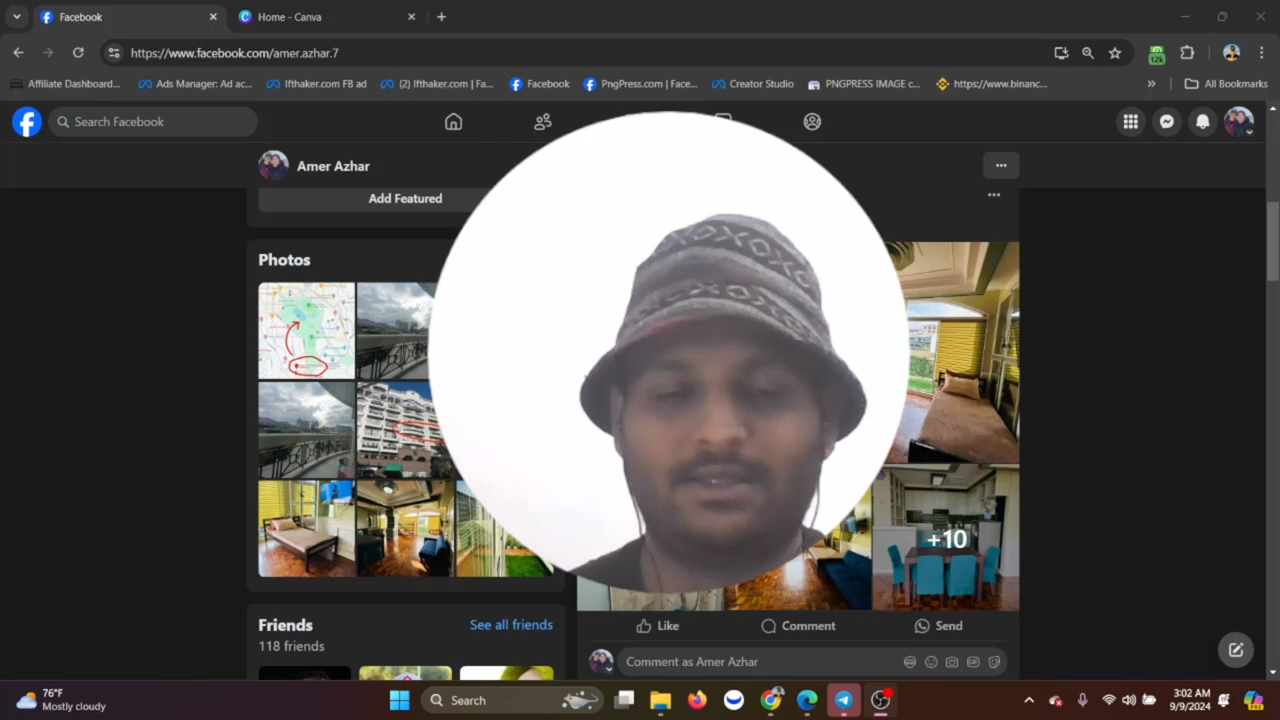 Facebook
Home - Canva
https://www.facebook.com/amer.azhar.7
12k
Affiliate Dashboard...
Ads Manager: Ad ac...
Ifthaker.com FB ad
(2) Ifthaker.com | Fa...
Facebook
PngPress.com | Face...
Creator Studio
PNGPRESS IMAGE c...
https://www.binanc...
All Bookmarks
Search Facebook
Amer Azhar
Add Featured
Photos
+10
Friends
See all friends
118 friends
Like
Comment
Send
Comment as Amer Azhar
76°F
Mostly cloudy
Search
3:02 AM
9/9/2024